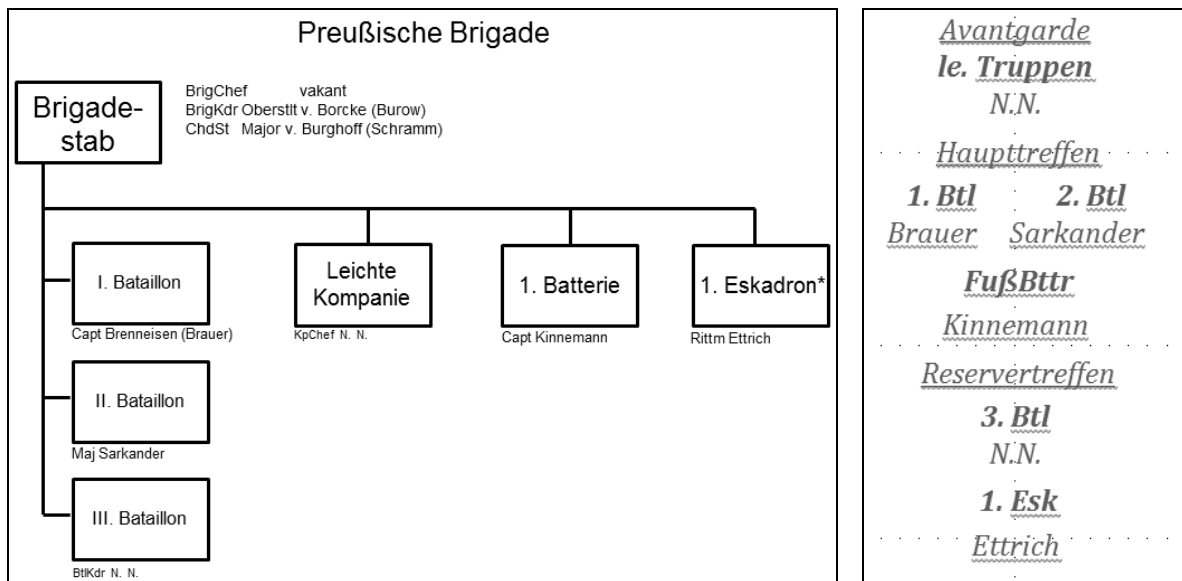 Preußische Brigade
Brigade-
stab
BrigChef vakant
BrigKdr Oberstlt v. Borcke (Burow)
ChdSt Major v. Burghoff (Schramm)
I. Bataillon
Capt Brenneisen (Brauer)
Leichte
Kompanie
KpChef N. N.
1. Batterie
Capt Kinnemann
1. Eskadron*
Rittm Ettrich
II. Bataillon
Maj Sarkander
III. Bataillon
BtlKdr N. N.
Avantgarde
le. Truppen
N.N.
Haupttreffen
1. Btl 2. Btl
Brauer Sarkander
FußBttr
Kinnemann
Reservertreffen
3. Btl
N.N.
1. Esk
Ettrich